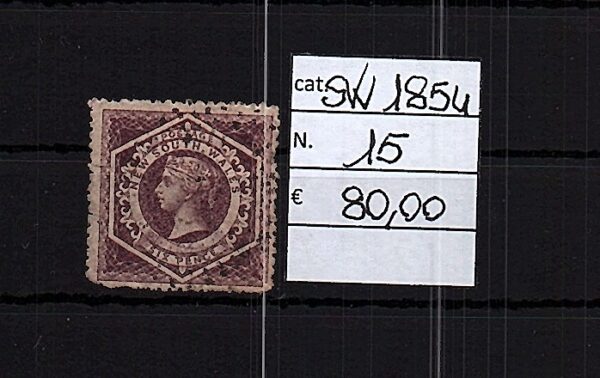 POSTAGE
NEW SOUTH WALES
SIX PENCE
cat. SW 1854
N. 15
€ 80,00